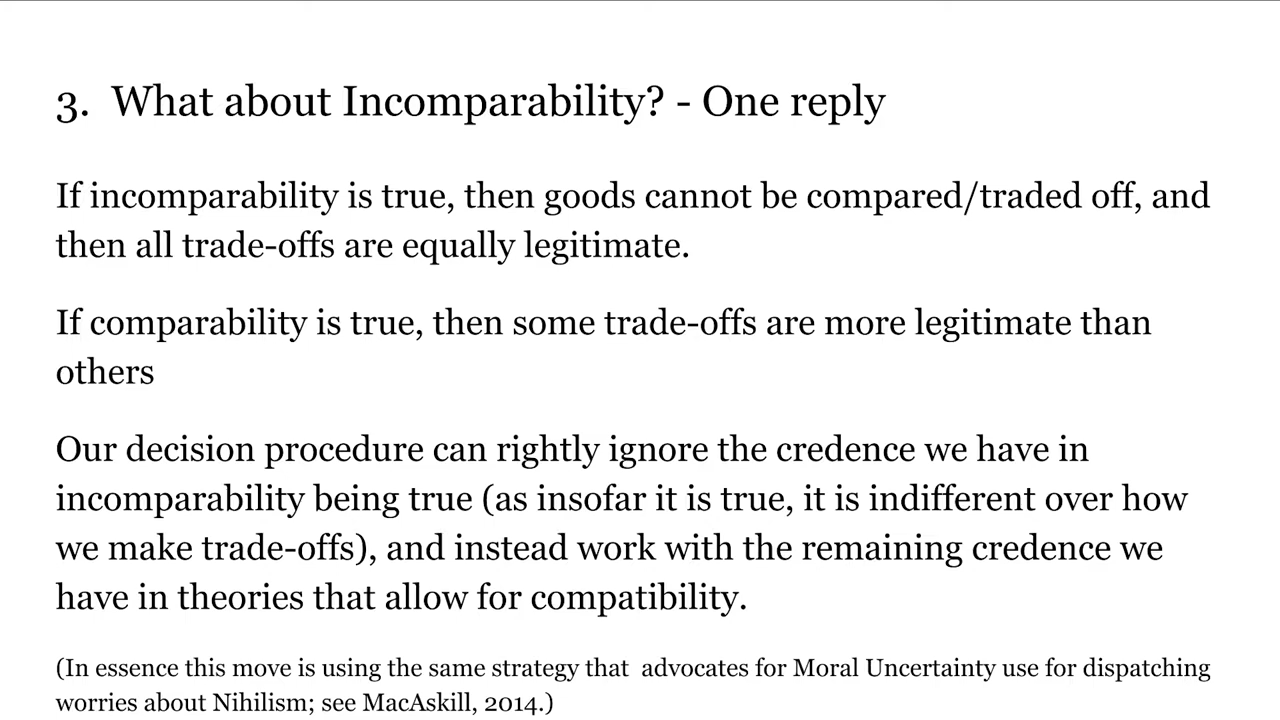 3. What about Incomparability? - One reply
If incomparability is true, then goods cannot be compared/traded off, and
then all trade-offs are equally legitimate.
If comparability is true, then some trade-offs are more legitimate than
others
Our decision procedure can rightly ignore the credence we have in
incomparability being true (as insofar it is true, it is indifferent over how
we make trade-offs), and instead work with the remaining credence we
have in theories that allow for compatibility.
(In essence this move is using the same strategy that advocates for Moral Uncertainty use for dispatching
worries about Nihilism; see MacAskill, 2014.)